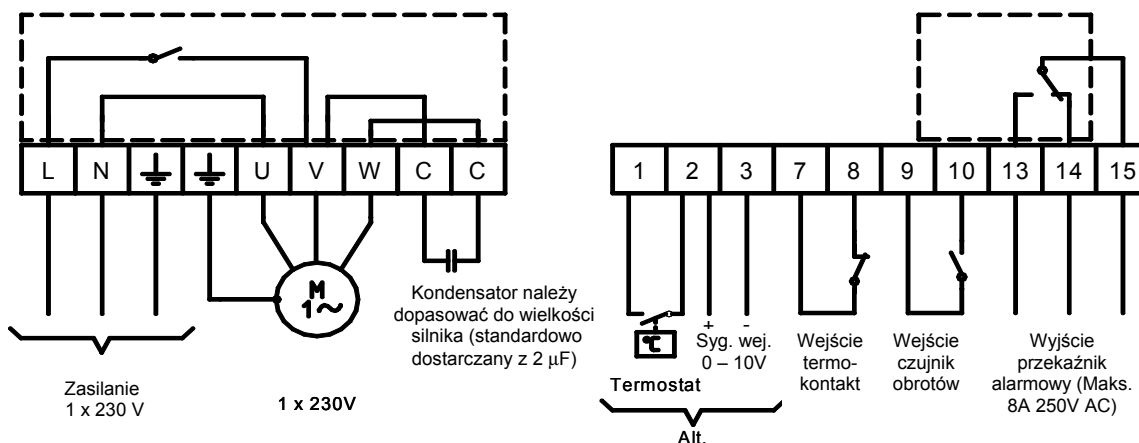 L N U V W C C
1 2 3 7 8 9 10 13 14 15
M
1~
Kondensator należy
dopasować do wielkości
silnika (standardowo
dostarczany z 2 µF)
Zasilanie
1 x 230 V
1 x 230V
°C
Termostat
+ -
Syg. wej.
0 – 10V
Alt.
Wejście
termo-
kontakt
Wejście
czujnik
obrotów
Wyjście
przekaźnik
alarmowy (Maks.
8A 250V AC)